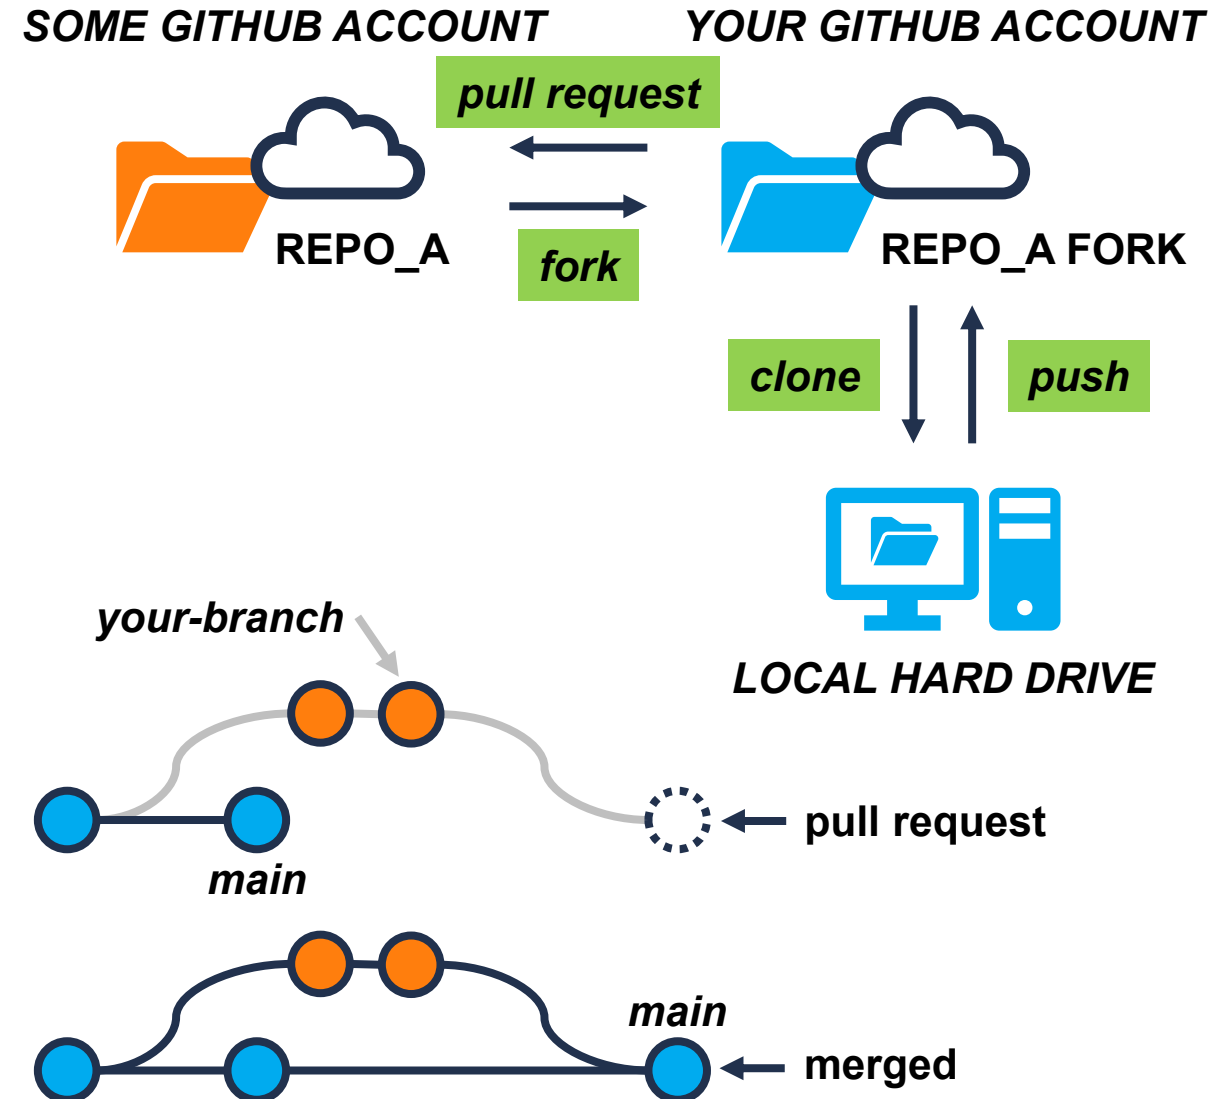 SOME GITHUB ACCOUNT
YOUR GITHUB ACCOUNT
pull request
REPO_A
fork
REPO_A FORK
clone
push
LOCAL HARD DRIVE
your-branch
pull request
main
main
merged